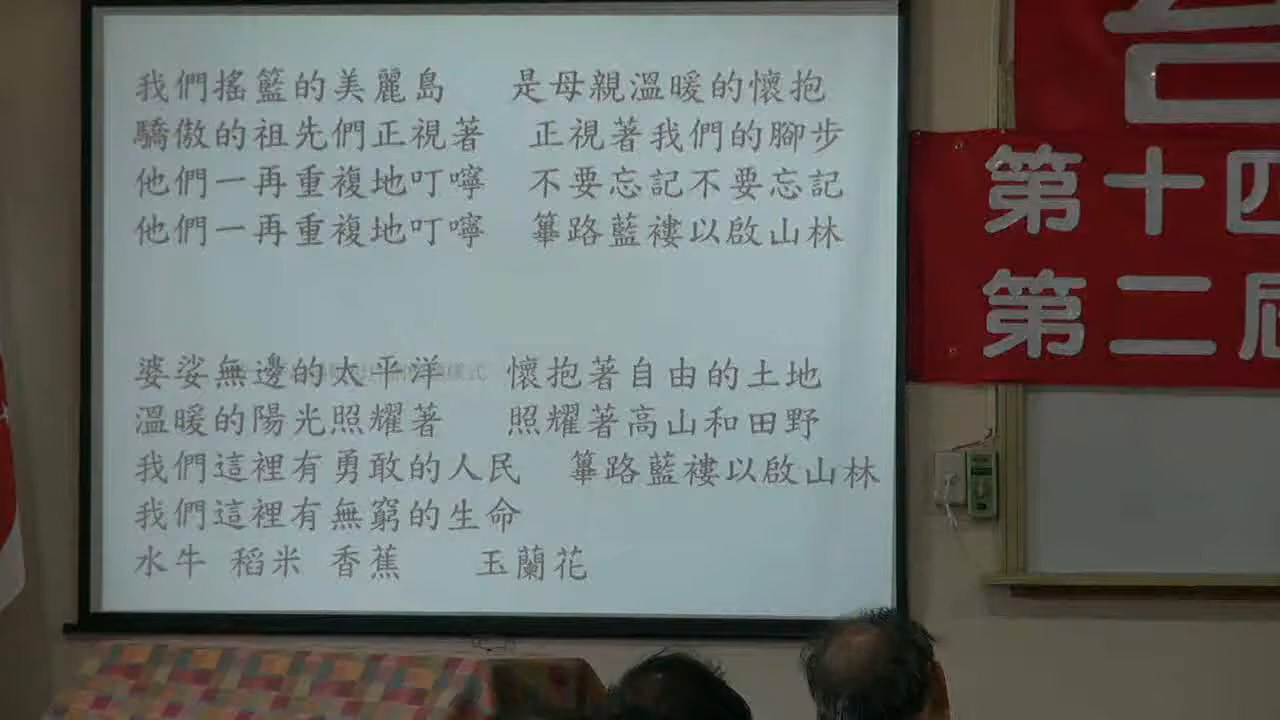 我們搖籃的美麗島 是母親溫暖的懷抱
驕傲的祖先們正視著 正視著我們的腳步
他們一再重複地叮嚀 不要忘記不要忘記
他們一再重複地叮嚀 篳路藍褸以啟山林
婆娑無邊的太平洋 懷抱著自由的土地
溫暖的陽光照耀著 照耀著高山和田野
我們這裡有勇敢的人民 篳路藍褸以啟山林
我們這裡有無窮的生命
水牛 稻米 香蕉 玉蘭花
第十四
第二屆